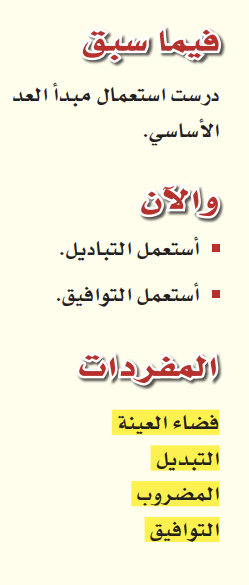 فيما سبق
درست استعمال مبدأ العد
الأساسي.
والآن
أستعمل التباديل.
أستعمل التوافيق.
المفردات
فضاء العينة
التبديل
المضروب
التوافيق